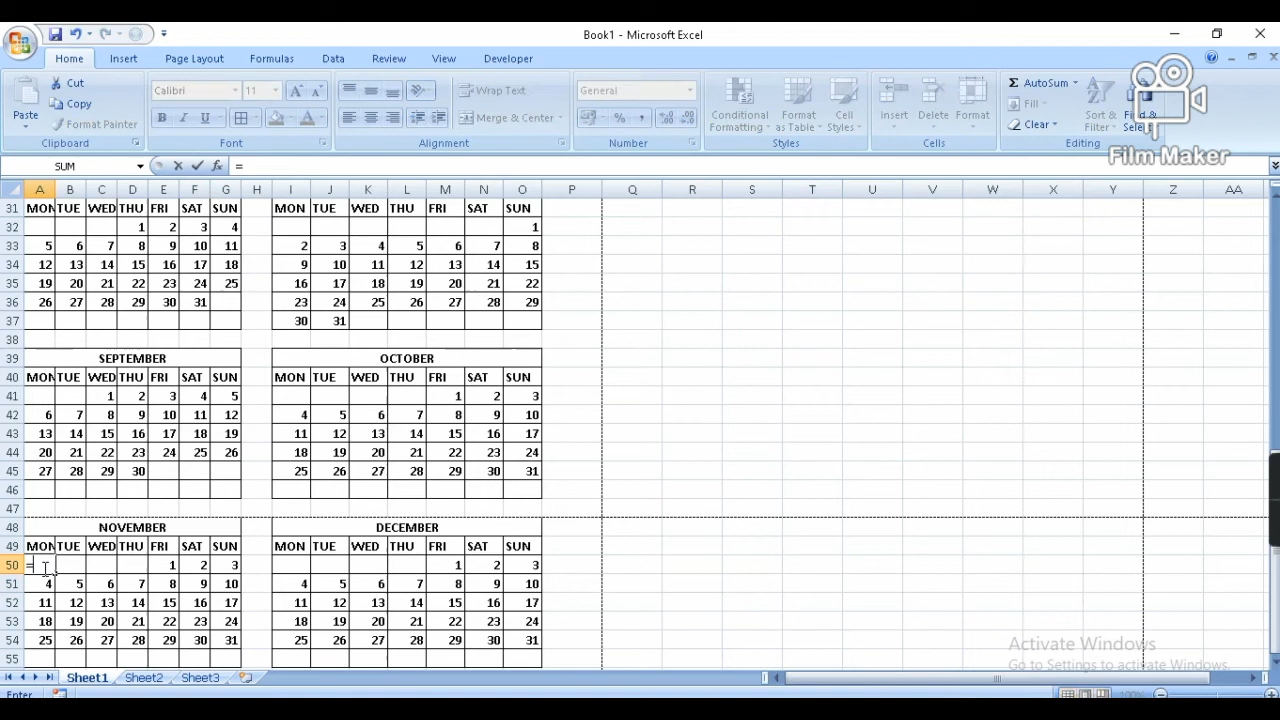 Book1 - Microsoft Excel
Home Insert Page Layout Formulas Data Review View Developer
Cut
Copy
Format Painter
Paste
Clipboard
Calibri 11
B I U
Font
Wrap Text
Merge & Center
Alignment
General
Number
Conditional Formatting
Format as Table
Cell Styles
Styles
Insert Delete Format
Cells
AutoSum
Fill
Clear
Sort & Filter
Find & Select
Editing
Film Maker
SUM fx =
A B C D E F G H I J K L M N O P Q R S T U V W X Y Z AA
31 MON TUE WED THU FRI SAT SUN MON TUE WED THU FRI SAT SUN
32 1 2 3 4 1
33 5 6 7 8 9 10 11 2 3 4 5 6 7 8
34 12 13 14 15 16 17 18 9 10 11 12 13 14 15
35 19 20 21 22 23 24 25 16 17 18 19 20 21 22
36 26 27 28 29 30 31 23 24 25 26 27 28 29
37 30 31
38
39 SEPTEMBER OCTOBER
40 MON TUE WED THU FRI SAT SUN MON TUE WED THU FRI SAT SUN
41 1 2 3 4 5 1 2 3
42 6 7 8 9 10 11 12 4 5 6 7 8 9 10
43 13 14 15 16 17 18 19 11 12 13 14 15 16 17
44 20 21 22 23 24 25 26 18 19 20 21 22 23 24
45 27 28 29 30 25 26 27 28 29 30 31
46
47
48 NOVEMBER DECEMBER
49 MON TUE WED THU FRI SAT SUN MON TUE WED THU FRI SAT SUN
50 = 1 2 3 1 2 3
51 4 5 6 7 8 9 10 4 5 6 7 8 9 10
52 11 12 13 14 15 16 17 11 12 13 14 15 16 17
53 18 19 20 21 22 23 24 18 19 20 21 22 23 24
54 25 26 27 28 29 30 31 25 26 27 28 29 30 31
55
Activate Windows
Go to Settings to activate Windows.
Sheet1 Sheet2 Sheet3
Enter 100%